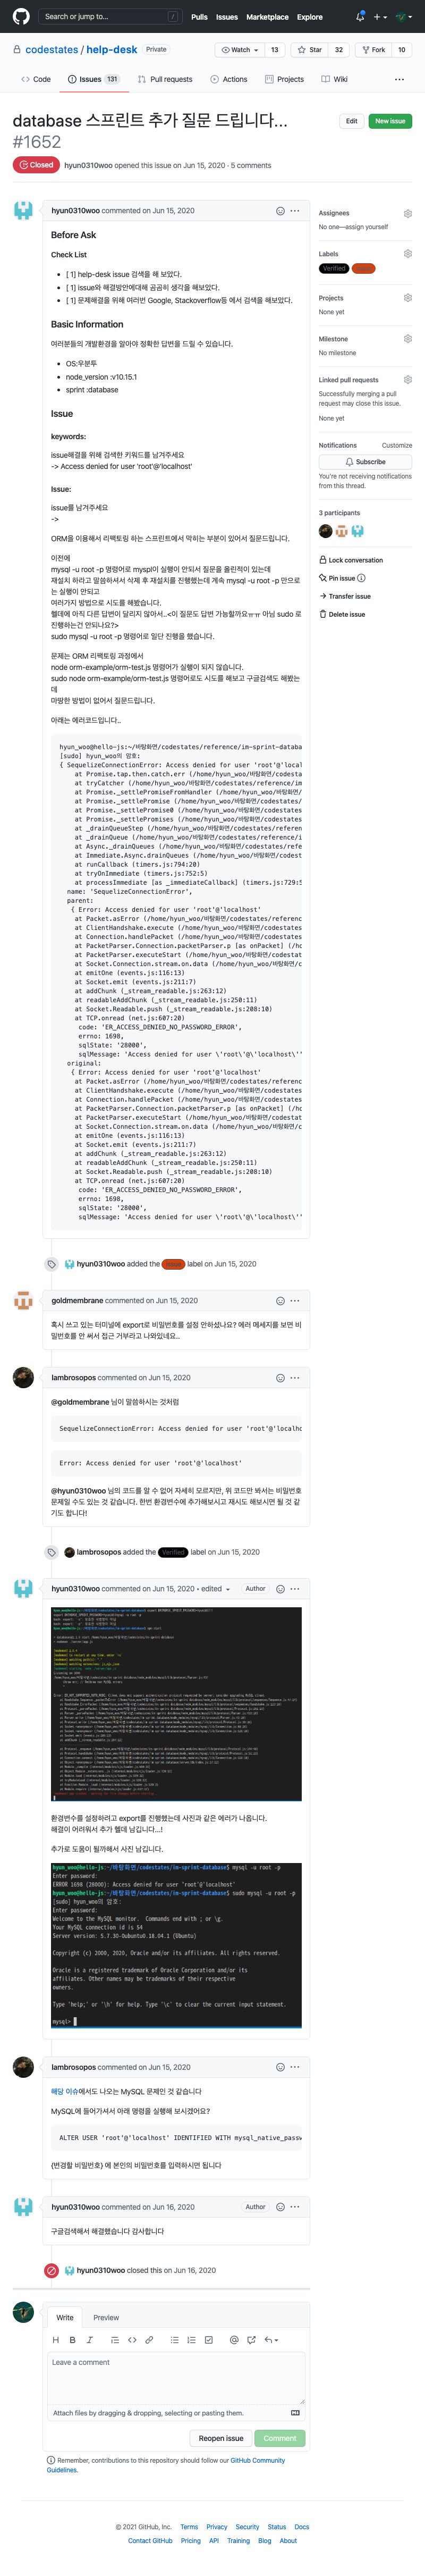 Search or jump to... /
Pulls Issues Marketplace Explore
codestates / help-desk Private
Watch 13 Star 32 Fork 10
Code Issues 131 Pull requests Actions Projects Wiki ...
database 스프린트 추가 질문 드립니다...
#1652
Edit New issue
Closed hyun0310woo opened this issue on Jun 15, 2020 · 5 comments
hyun0310woo commented on Jun 15, 2020
Before Ask
Check List
[ 1] help-desk issue 검색을 해 보았다.
[ 1] issue와 해결방안에대해 곰곰히 생각을 해보았다.
[ 1] 문제해결을 위해 여러번 Google, Stackoverflow등 에서 검색을 해보았다.
Basic Information
여러분들의 개발환경을 알아야 정확한 답변을 드릴 수 있습니다.
OS:우분투
node_version :v10.15.1
sprint :database
Issue
keywords:
issue해결을 위해 검색한 키워드를 남겨주세요
-> Access denied for user 'root'@'localhost'
Issue:
issue를 남겨주세요
->
ORM을 이용해서 리팩토링 하는 스프린트에서 막히는 부분이 있어서 질문드립니다.
이전에
mysql -u root -p 명령어로 myspl이 실행이 안되서 질문을 올린적이 있는데
재설치 하라고 말씀하셔서 삭제 후 재설치를 진행했는데 계속 mysql -u root -p 만으로
는 실행이 안되고
여러가지 방법으로 시도를 해봤습니다.
헬데에 아직 다른 답변이 달리지 않아서..<이 질문도 답변 가능할까요ㅠㅠ 아님 sudo 로
진행하는건 안되나요?>
sudo mysql -u root -p 명령어로 일단 진행을 했습니다.
문제는 ORM 리팩토링 과정에서
node orm-example/orm-test.js 명령어가 실행이 되지 않습니다.
sudo node orm-example/orm-test.js 명령어로도 시도를 해보고 구글검색도 해봤는
데
마땅한 방법이 없어서 질문드립니다.
아래는 에러코드입니다..
hyun_woo@hello-js:~/바탕화면/codestates/reference/im-sprint-databa
[sudo] hyun_woo의 암호:
{ SequelizeConnectionError: Access denied for user 'root'@'local
at Promise.tap.then.catch.err (/home/hyun_woo/바탕화면/codesta
at tryCatcher (/home/hyun_woo/바탕화면/codestates/reference/im
at Promise._settlePromiseFromHandler (/home/hyun_woo/바탕화면/
at Promise._settlePromise (/home/hyun_woo/바탕화면/codestates/
at Promise._settlePromise0 (/home/hyun_woo/바탕화면/codestates
at Promise._settlePromises (/home/hyun_woo/바탕화면/codestates
at _drainQueueStep (/home/hyun_woo/바탕화면/codestates/referen
at _drainQueue (/home/hyun_woo/바탕화면/codestates/reference/i
at Async._drainQueues (/home/hyun_woo/바탕화면/codestates/refe
at Immediate.Async.drainQueues (/home/hyun_woo/바탕화면/codest
at runCallback (timers.js:794:20)
at tryOnImmediate (timers.js:752:5)
at processImmediate [as _immediateCallback] (timers.js:729:5
name: 'SequelizeConnectionError',
parent:
{ Error: Access denied for user 'root'@'localhost'
at Packet.asError (/home/hyun_woo/바탕화면/codestates/referenc
at ClientHandshake.execute (/home/hyun_woo/바탕화면/codestates
at Connection.handlePacket (/home/hyun_woo/바탕화면/codestates
at PacketParser.Connection.packetParser.p [as onPacket] (/ho
at PacketParser.executeStart (/home/hyun_woo/바탕화면/codestat
at Socket.Connection.stream.on.data (/home/hyun_woo/바탕화면/c
at emitOne (events.js:116:13)
at Socket.emit (events.js:211:7)
at addChunk (_stream_readable.js:263:12)
at readableAddChunk (_stream_readable.js:250:11)
at Socket.Readable.push (_stream_readable.js:208:10)
at TCP.onread (net.js:607:20)
code: 'ER_ACCESS_DENIED_NO_PASSWORD_ERROR',
errno: 1698,
sqlState: '28000',
sqlMessage: 'Access denied for user \'root\'@\'localhost\''
original:
{ Error: Access denied for user 'root'@'localhost'
at Packet.asError (/home/hyun_woo/바탕화면/codestates/referenc
at ClientHandshake.execute (/home/hyun_woo/바탕화면/codestates
at Connection.handlePacket (/home/hyun_woo/바탕화면/codestates
at PacketParser.Connection.packetParser.p [as onPacket] (/ho
at PacketParser.executeStart (/home/hyun_woo/바탕화면/codestat
at Socket.Connection.stream.on.data (/home/hyun_woo/바탕화면/c
at emitOne (events.js:116:13)
at Socket.emit (events.js:211:7)
at addChunk (_stream_readable.js:263:12)
at readableAddChunk (_stream_readable.js:250:11)
at Socket.Readable.push (_stream_readable.js:208:10)
at TCP.onread (net.js:607:20)
code: 'ER_ACCESS_DENIED_NO_PASSWORD_ERROR',
errno: 1698,
sqlState: '28000',
sqlMessage: 'Access denied for user \'root\'@\'localhost\''
hyun0310woo added the label on Jun 15, 2020
goldmembrane commented on Jun 15, 2020
혹시 쓰고 있는 터미널에 export로 비밀번호를 설정 안하셨나요? 에러 메세지를 보면 비
밀번호를 안 써서 접근 거부라고 나와있네요..
lambrosopos commented on Jun 15, 2020
@goldmembrane 님이 말씀하시는 것처럼
SequelizeConnectionError: Access denied for user 'root'@'localho
Error: Access denied for user 'root'@'localhost'
@hyun0310woo 님의 코드를 알 수 없어 자세히 모르지만, 위 코드만 봐서는 비밀번호
문제일 수도 있는 것 같습니다. 한번 환경변수에 추가해보시고 재시도 해보시면 될 것 같
기도 합니다!
lambrosopos added the Verified label on Jun 15, 2020
hyun0310woo commented on Jun 15, 2020 • edited Author
환경변수를 설정하려고 export를 진행했는데 사진과 같은 에러가 나옵니다.
해결이 어려워서 추가 헬데 남깁니다...!
추가로 도움이 될까해서 사진 남깁니다.
hyun_woo@hello-js:~/바탕화면/codestates/im-sprint-database$ mysql -u root -p
Enter password:
ERROR 1698 (28000): Access denied for user 'root'@'localhost'
hyun_woo@hello-js:~/바탕화면/codestates/im-sprint-database$ sudo mysql -u root -p
[sudo] hyun_woo의 암호:
Enter password:
Welcome to the MySQL monitor. Commands end with ; or \g.
Your MySQL connection id is 54
Server version: 5.7.30-0ubuntu0.18.04.1 (Ubuntu)
Copyright (c) 2000, 2020, Oracle and/or its affiliates. All rights reserved.
Oracle is a registered trademark of Oracle Corporation and/or its
affiliates. Other names may be trademarks of their respective
owners.
Type 'help;' or '\h' for help. Type '\c' to clear the current input statement.
mysql>
lambrosopos commented on Jun 15, 2020
해당 이슈에서도 나오는 MySQL 문제인 것 같습니다
MySQL에 들어가셔서 아래 명령을 실행해 보시겠어요?
ALTER USER 'root'@'localhost' IDENTIFIED WITH mysql_native_passw
{변경할 비밀번호} 에 본인의 비밀번호를 입력하시면 됩니다
hyun0310woo commented on Jun 16, 2020 Author
구글검색해서 해결했습니다 감사합니다
hyun0310woo closed this on Jun 16, 2020
Write Preview
Leave a comment
Attach files by dragging & dropping, selecting or pasting them.
Reopen issue Comment
Remember, contributions to this repository should follow our GitHub Community
Guidelines.
Assignees
No one—assign yourself
Labels
Verified
Projects
None yet
Milestone
No milestone
Linked pull requests
Successfully merging a pull
request may close this issue.
None yet
Notifications Customize
Subscribe
You're not receiving notifications
from this thread.
3 participants
Lock conversation
Pin issue
Transfer issue
Delete issue
© 2021 GitHub, Inc. Terms Privacy Security Status Docs
Contact GitHub Pricing API Training Blog About